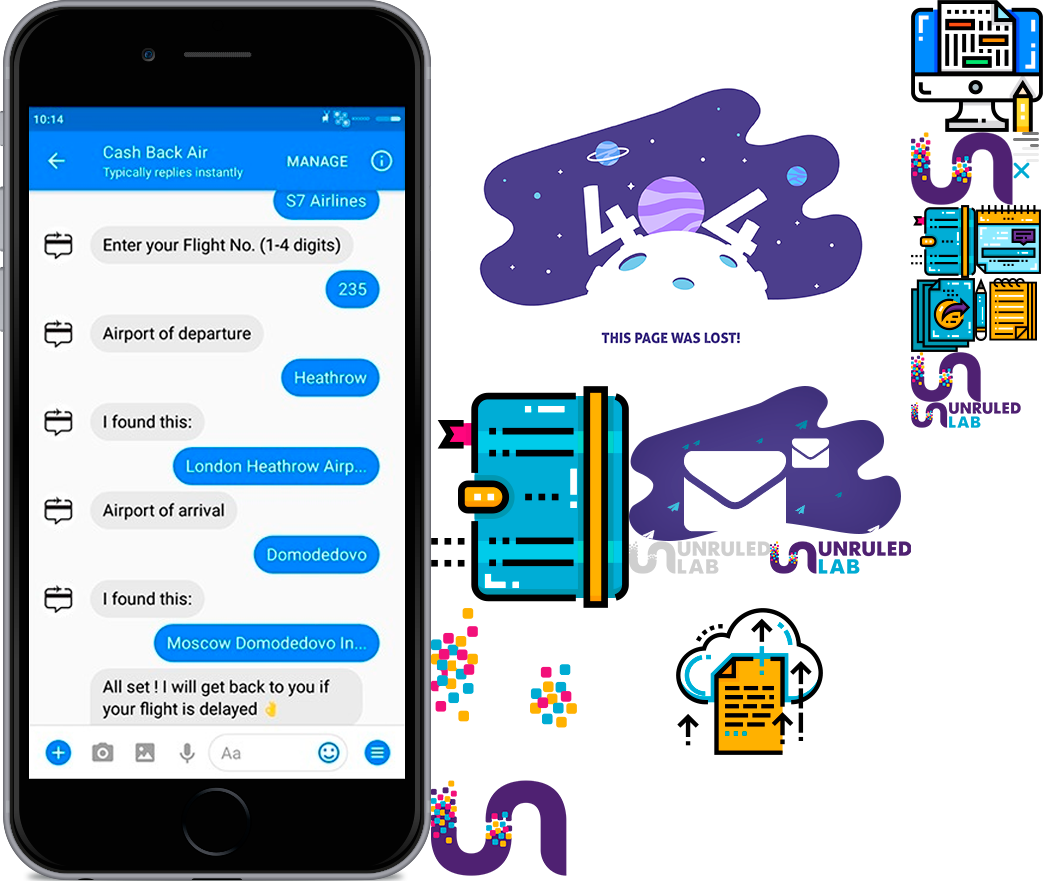 10:14
Cash Back Air
Typically replies instantly
MANAGE
S7 Airlines
Enter your Flight No. (1-4 digits)
235
Airport of departure
Heathrow
I found this:
London Heathrow Airp...
Airport of arrival
Domodedovo
I found this:
Moscow Domodedovo In...
All set ! I will get back to you if
your flight is delayed 👌
Aa
4 4
THIS PAGE WAS LOST!
UNRULED
LAB
UNRULED
LAB
UNRULED
LAB